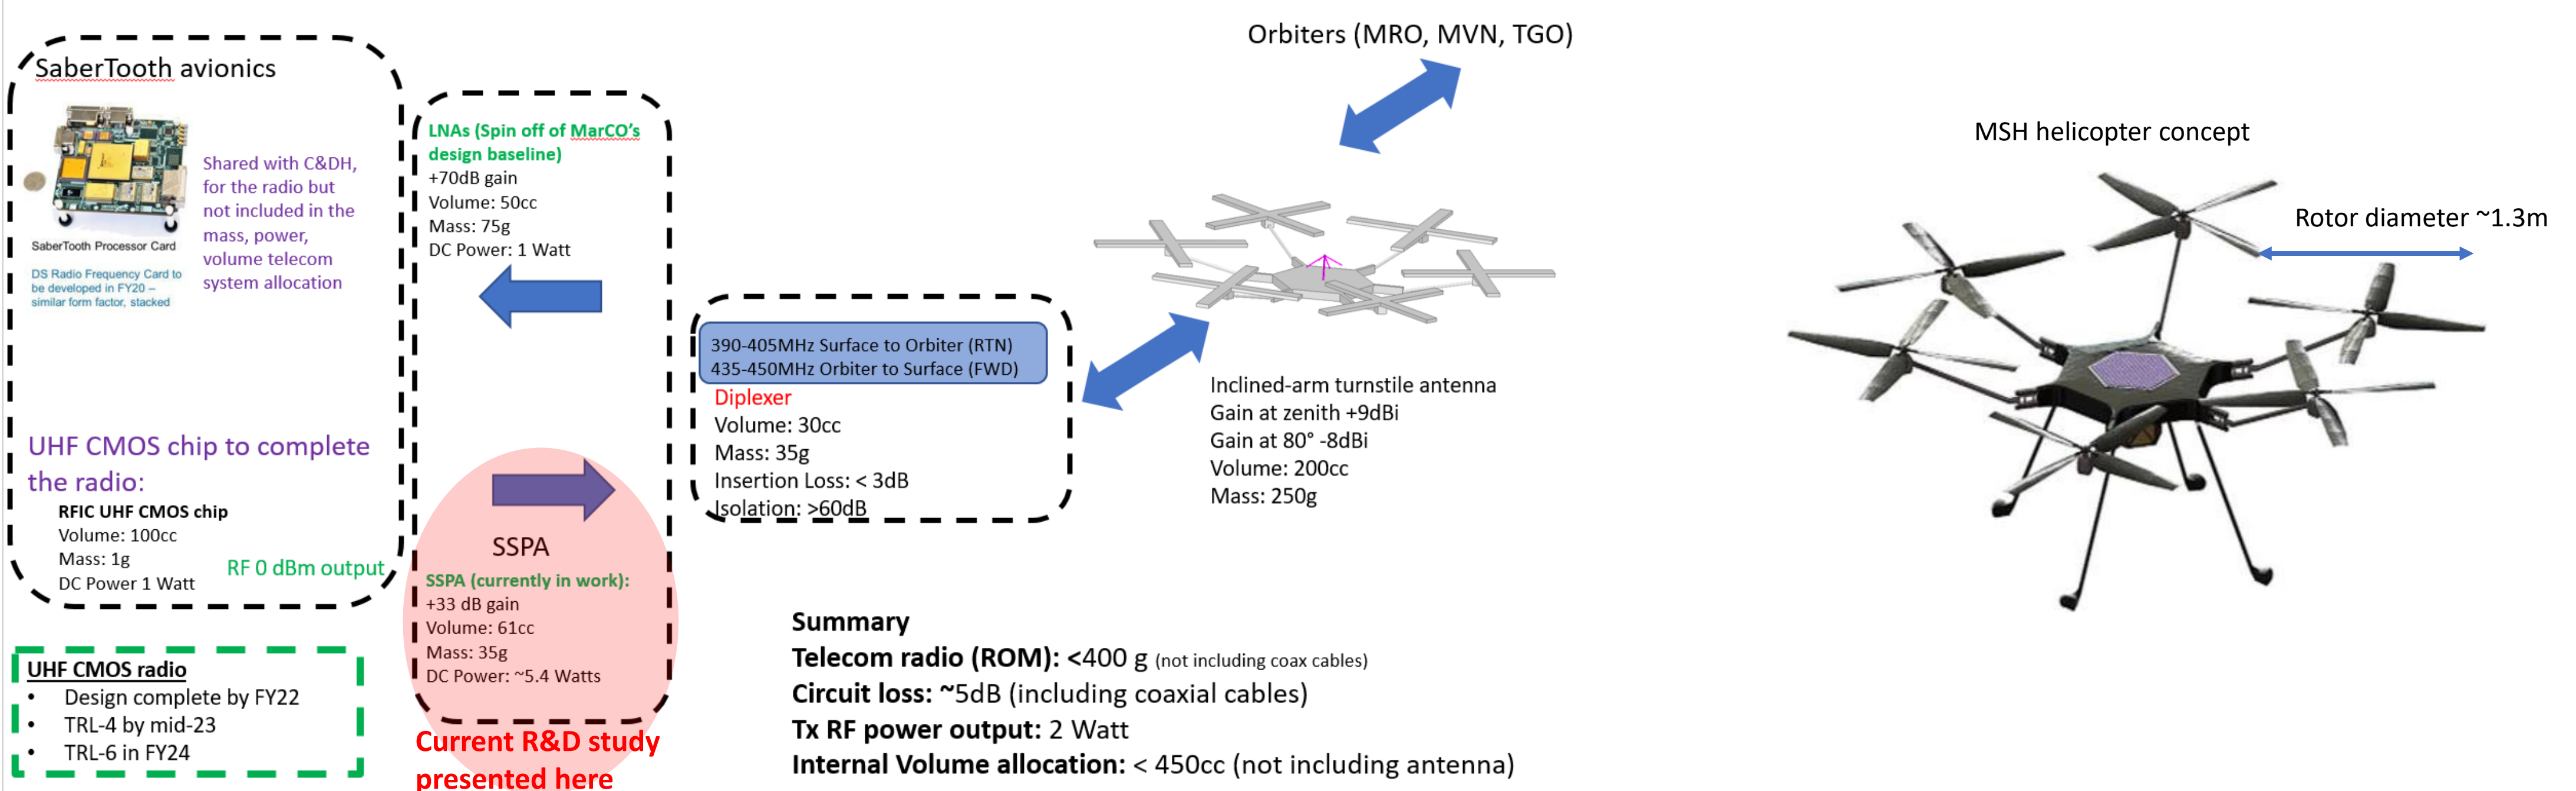 SaberTooth avionics
Shared with C&DH,
for the radio but
not included in the
mass, power,
volume telecom
system allocation
SaberTooth Processor Card
DS Radio Frequency Card to
be developed in FY20 –
similar form factor, stacked
UHF CMOS chip to complete
the radio:
RFIC UHF CMOS chip
Volume: 100cc
Mass: 1g
DC Power 1 Watt
RF 0 dBm output
UHF CMOS radio
• Design complete by FY22
• TRL-4 by mid-23
• TRL-6 in FY24
LNAs (Spin off of MarCO's
design baseline)
+70dB gain
Volume: 50cc
Mass: 75g
DC Power: 1 Watt
SSPA
SSPA (currently in work):
+33 dB gain
Volume: 61cc
Mass: 35g
DC Power: ~5.4 Watts
Current R&D study
presented here
390-405MHz Surface to Orbiter (RTN)
435-450MHz Orbiter to Surface (FWD)
Diplexer
Volume: 30cc
Mass: 35g
Insertion Loss: < 3dB
Isolation: >60dB
Orbiters (MRO, MVN, TGO)
Inclined-arm turnstile antenna
Gain at zenith +9dBi
Gain at 80° -8dBi
Volume: 200cc
Mass: 250g
Summary
Telecom radio (ROM): <400 g (not including coax cables)
Circuit loss: ~5dB (including coaxial cables)
Tx RF power output: 2 Watt
Internal Volume allocation: < 450cc (not including antenna)
MSH helicopter concept
Rotor diameter ~1.3m